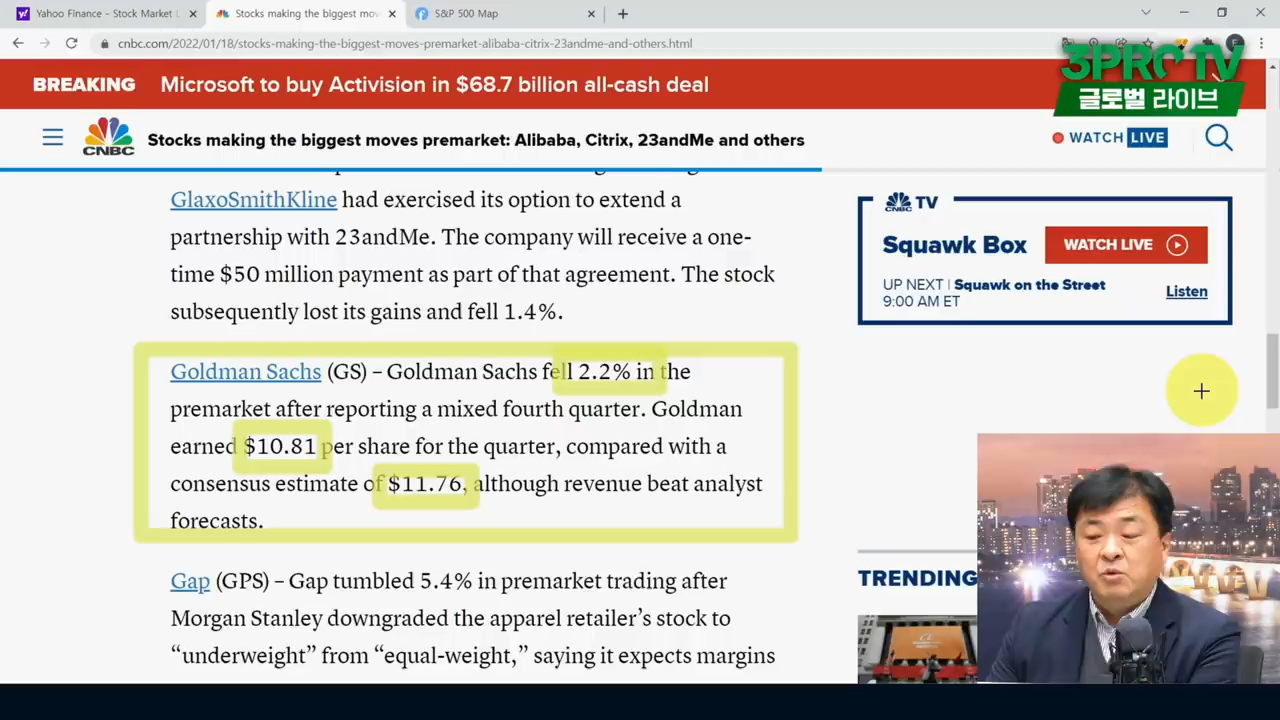 Yahoo Finance - Stock Market L
Stocks making the biggest mov
S&P 500 Map
cnbc.com/2022/01/18/stocks-making-the-biggest-moves-premarket-alibaba-citrix-23andme-and-others.html
BREAKING Microsoft to buy Activision in $68.7 billion all-cash deal
3PRO TV
글로벌 라이브
CNBC
Stocks making the biggest moves premarket: Alibaba, Citrix, 23andMe and others
WATCH LIVE
GlaxoSmithKline had exercised its option to extend a
partnership with 23andMe. The company will receive a one-
time $50 million payment as part of that agreement. The stock
subsequently lost its gains and fell 1.4%.
CNBC TV
Squawk Box
WATCH LIVE
UP NEXT | Squawk on the Street
9:00 AM ET
Listen
Goldman Sachs (GS) – Goldman Sachs fell 2.2% in the
premarket after reporting a mixed fourth quarter. Goldman
earned $10.81 per share for the quarter, compared with a
consensus estimate of $11.76, although revenue beat analyst
forecasts.
Gap (GPS) – Gap tumbled 5.4% in premarket trading after
Morgan Stanley downgraded the apparel retailer’s stock to
“underweight” from “equal-weight,” saying it expects margins
TRENDING